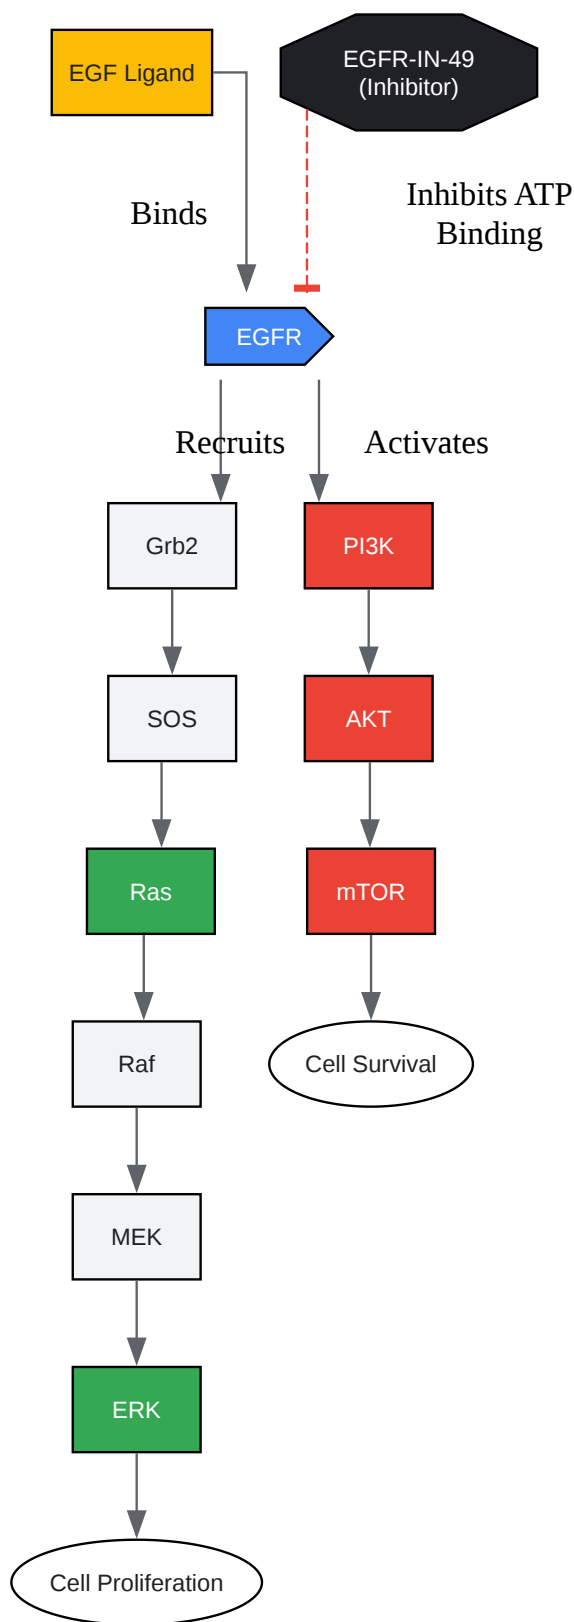 EGF Ligand
EGFR-IN-49
(Inhibitor)
Binds
Inhibits ATP
Binding
EGFR
Recruits
Activates
Grb2
PI3K
SOS
AKT
Ras
mTOR
Raf
Cell Survival
MEK
ERK
Cell Proliferation